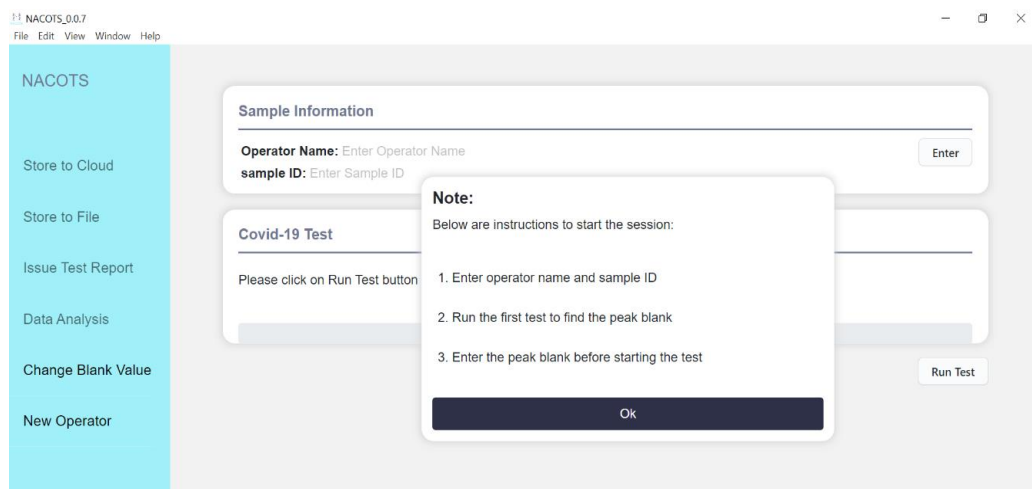 NACOTS_0.0.7
File Edit View Window Help
NACOTS
Store to Cloud
Store to File
Issue Test Report
Data Analysis
Change Blank Value
New Operator
Sample Information
Operator Name: Enter Operator Name
sample ID: Enter Sample ID
Enter
Covid-19 Test
Please click on Run Test button
Run Test
Note:
Below are instructions to start the session:
1. Enter operator name and sample ID
2. Run the first test to find the peak blank
3. Enter the peak blank before starting the test
Ok